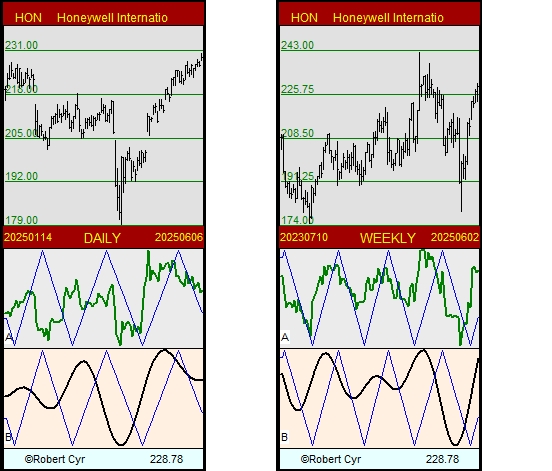 HON Honeywell Internatio
231.00
218.00
205.00
192.00
179.00
20250114 DAILY 20250606
A
B
©Robert Cyr 228.78
HON Honeywell Internatio
243.00
225.75
208.50
191.25
174.00
20230710 WEEKLY 20250602
A
B
©Robert Cyr 228.78